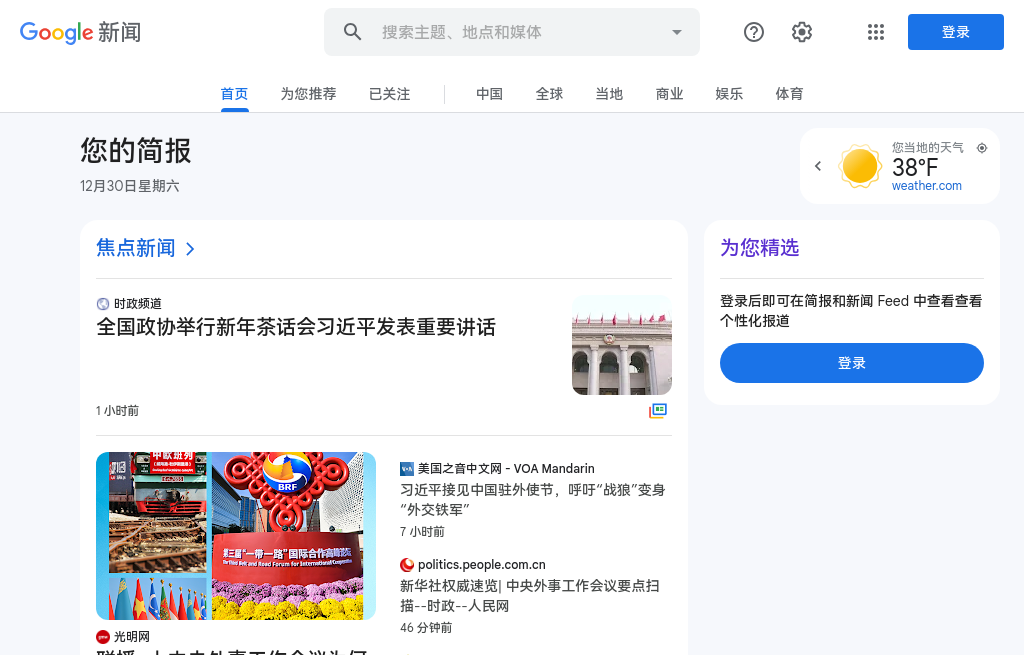 Google 新闻
搜索主题、地点和媒体
登录
首页
为您推荐
已关注
中国
全球
当地
商业
娱乐
体育
您的简报
12月30日星期六
您当地的天气
38°F
weather.com
焦点新闻
为您精选
登录后即可在简报和新闻 Feed 中查看查看
个性化报道
登录
时政频道
全国政协举行新年茶话会习近平发表重要讲话
1 小时前
中欧班列
BRF
第三届“一带一路”国际合作高峰论坛
The Third Belt and Road Forum for International Cooperation
VOA
美国之音中文网 - VOA Mandarin
习近平接见中国驻外使节，呼吁“战狼”变身
“外交铁军”
7 小时前
politics.people.com.cn
新华社权威速览| 中央外事工作会议要点扫
描--时政--人民网
46 分钟前
光明网